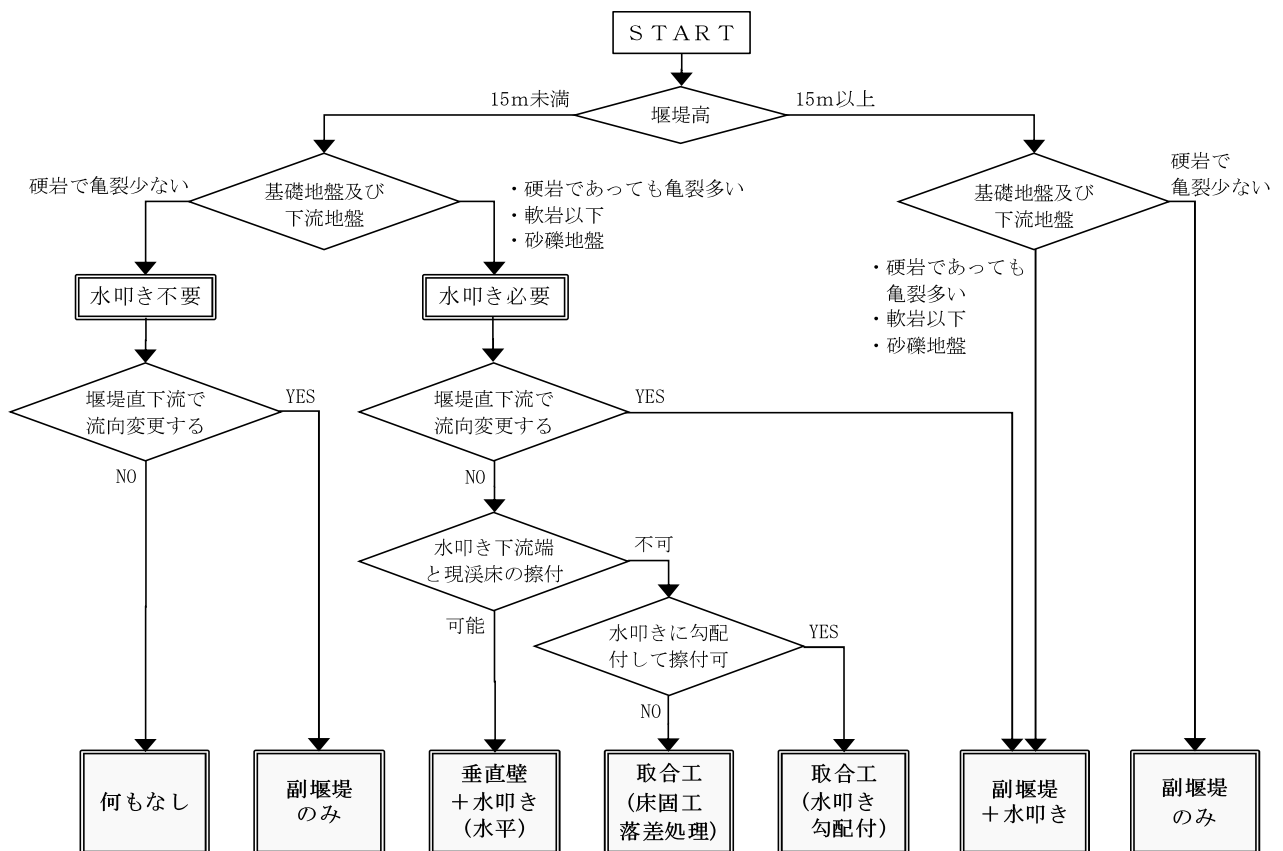 START
堰堤高
15m未満
15m以上
硬岩で亀裂少ない
基礎地盤及び
下流地盤
・硬岩であっても亀裂多い
・軟岩以下
・砂礫地盤
基礎地盤及び
下流地盤
硬岩で
亀裂少ない
・硬岩であっても
亀裂多い
・軟岩以下
・砂礫地盤
水叩き不要
水叩き必要
堰堤直下流で
流向変更する
YES
NO
堰堤直下流で
流向変更する
YES
NO
水叩き下流端
と現渓床の擦付
不可
可能
水叩きに勾配
付して擦付可
YES
NO
何もなし
副堰堤
のみ
垂直壁
+水叩き
(水平)
取合工
(床固工
落差処理)
取合工
(水叩き
勾配付)
副堰堤
+水叩き
副堰堤
のみ